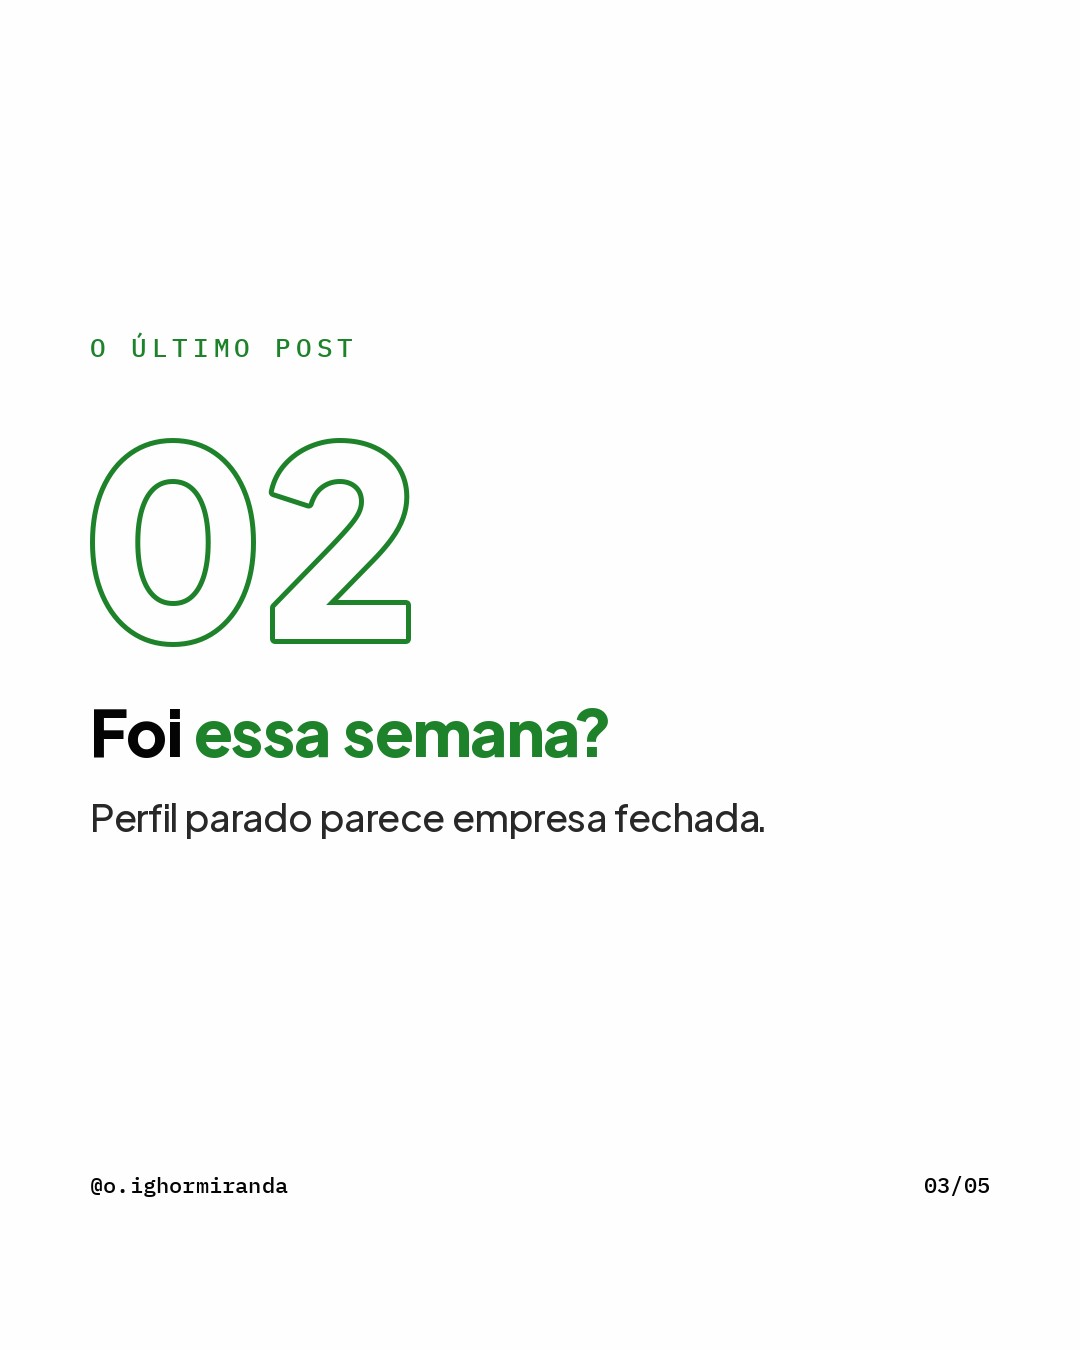 O ÚLTIMO POST
02
Foi essa semana?
Perfil parado parece empresa fechada.
@o.ighormiranda
03/05